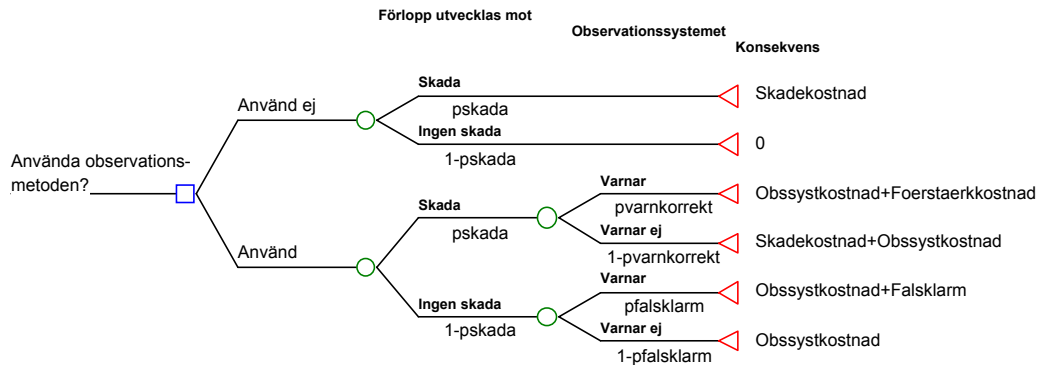 Förlopp utvecklas mot
Observationssystemet
Konsekvens
Skada
Skadekostnad
Använd ej
pskada
Ingen skada
0
1-pskada
Använda observations-
metoden?
Varnar
Obssystkostnad+Foerstaerkkostnad
Skada
pvarnkorrekt
pskada
Varnar ej
Skadekostnad+Obssystkostnad
Använd
1-pvarnkorrekt
Varnar
Obssystkostnad+Falsklarm
Ingen skada
pfalsklarm
1-pskada
Varnar ej
Obssystkostnad
1-pfalsklarm